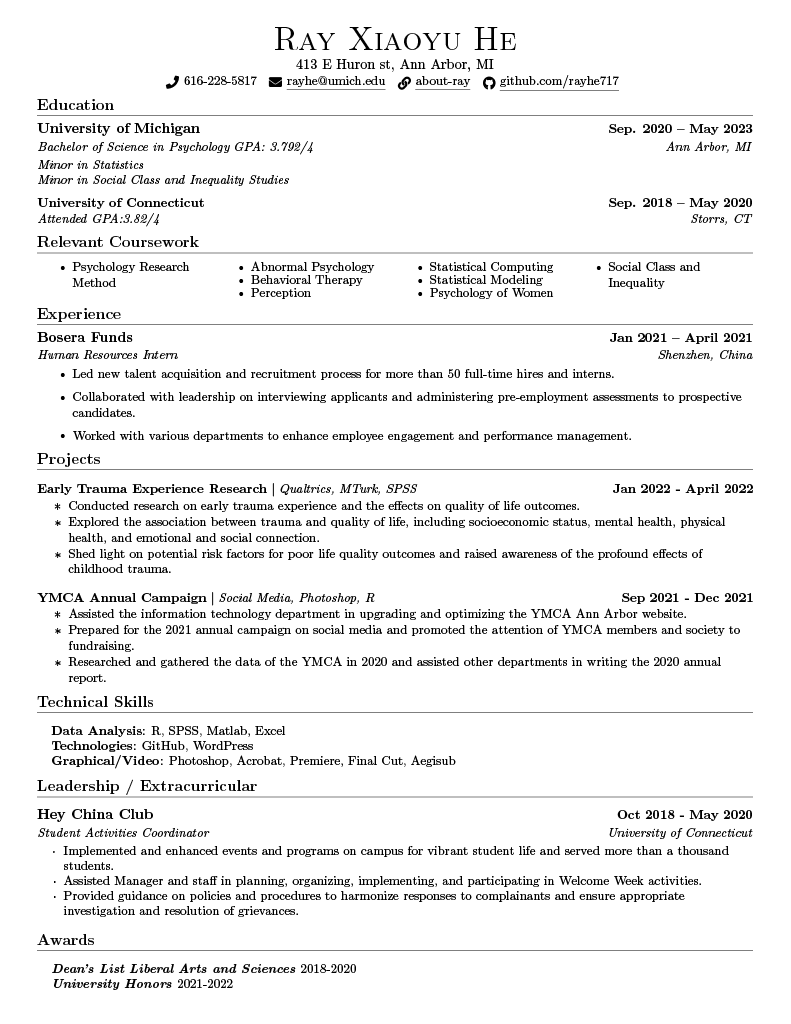 Ray Xiaoyu He
413 E Huron st, Ann Arbor, MI
616-228-5817 rayhe@umich.edu about-ray github.com/rayhe717
Education
University of Michigan Sep. 2020 – May 2023
Bachelor of Science in Psychology GPA: 3.792/4 Ann Arbor, MI
Minor in Statistics
Minor in Social Class and Inequality Studies
University of Connecticut Sep. 2018 – May 2020
Attended GPA:3.82/4 Storrs, CT
Relevant Coursework
• Psychology Research
Method
• Abnormal Psychology
• Behavioral Therapy
• Perception
• Statistical Computing
• Statistical Modeling
• Psychology of Women
• Social Class and
Inequality
Experience
Bosera Funds Jan 2021 – April 2021
Human Resources Intern Shenzhen, China
• Led new talent acquisition and recruitment process for more than 50 full-time hires and interns.
• Collaborated with leadership on interviewing applicants and administering pre-employment assessments to prospective
candidates.
• Worked with various departments to enhance employee engagement and performance management.
Projects
Early Trauma Experience Research | Qualtrics, MTurk, SPSS Jan 2022 - April 2022
* Conducted research on early trauma experience and the effects on quality of life outcomes.
* Explored the association between trauma and quality of life, including socioeconomic status, mental health, physical
health, and emotional and social connection.
* Shed light on potential risk factors for poor life quality outcomes and raised awareness of the profound effects of
childhood trauma.
YMCA Annual Campaign | Social Media, Photoshop, R Sep 2021 - Dec 2021
* Assisted the information technology department in upgrading and optimizing the YMCA Ann Arbor website.
* Prepared for the 2021 annual campaign on social media and promoted the attention of YMCA members and society to
fundraising.
* Researched and gathered the data of the YMCA in 2020 and assisted other departments in writing the 2020 annual
report.
Technical Skills
Data Analysis: R, SPSS, Matlab, Excel
Technologies: GitHub, WordPress
Graphical/Video: Photoshop, Acrobat, Premiere, Final Cut, Aegisub
Leadership / Extracurricular
Hey China Club Oct 2018 - May 2020
Student Activities Coordinator University of Connecticut
· Implemented and enhanced events and programs on campus for vibrant student life and served more than a thousand
students.
· Assisted Manager and staff in planning, organizing, implementing, and participating in Welcome Week activities.
· Provided guidance on policies and procedures to harmonize responses to complainants and ensure appropriate
investigation and resolution of grievances.
Awards
Dean's List Liberal Arts and Sciences 2018-2020
University Honors 2021-2022